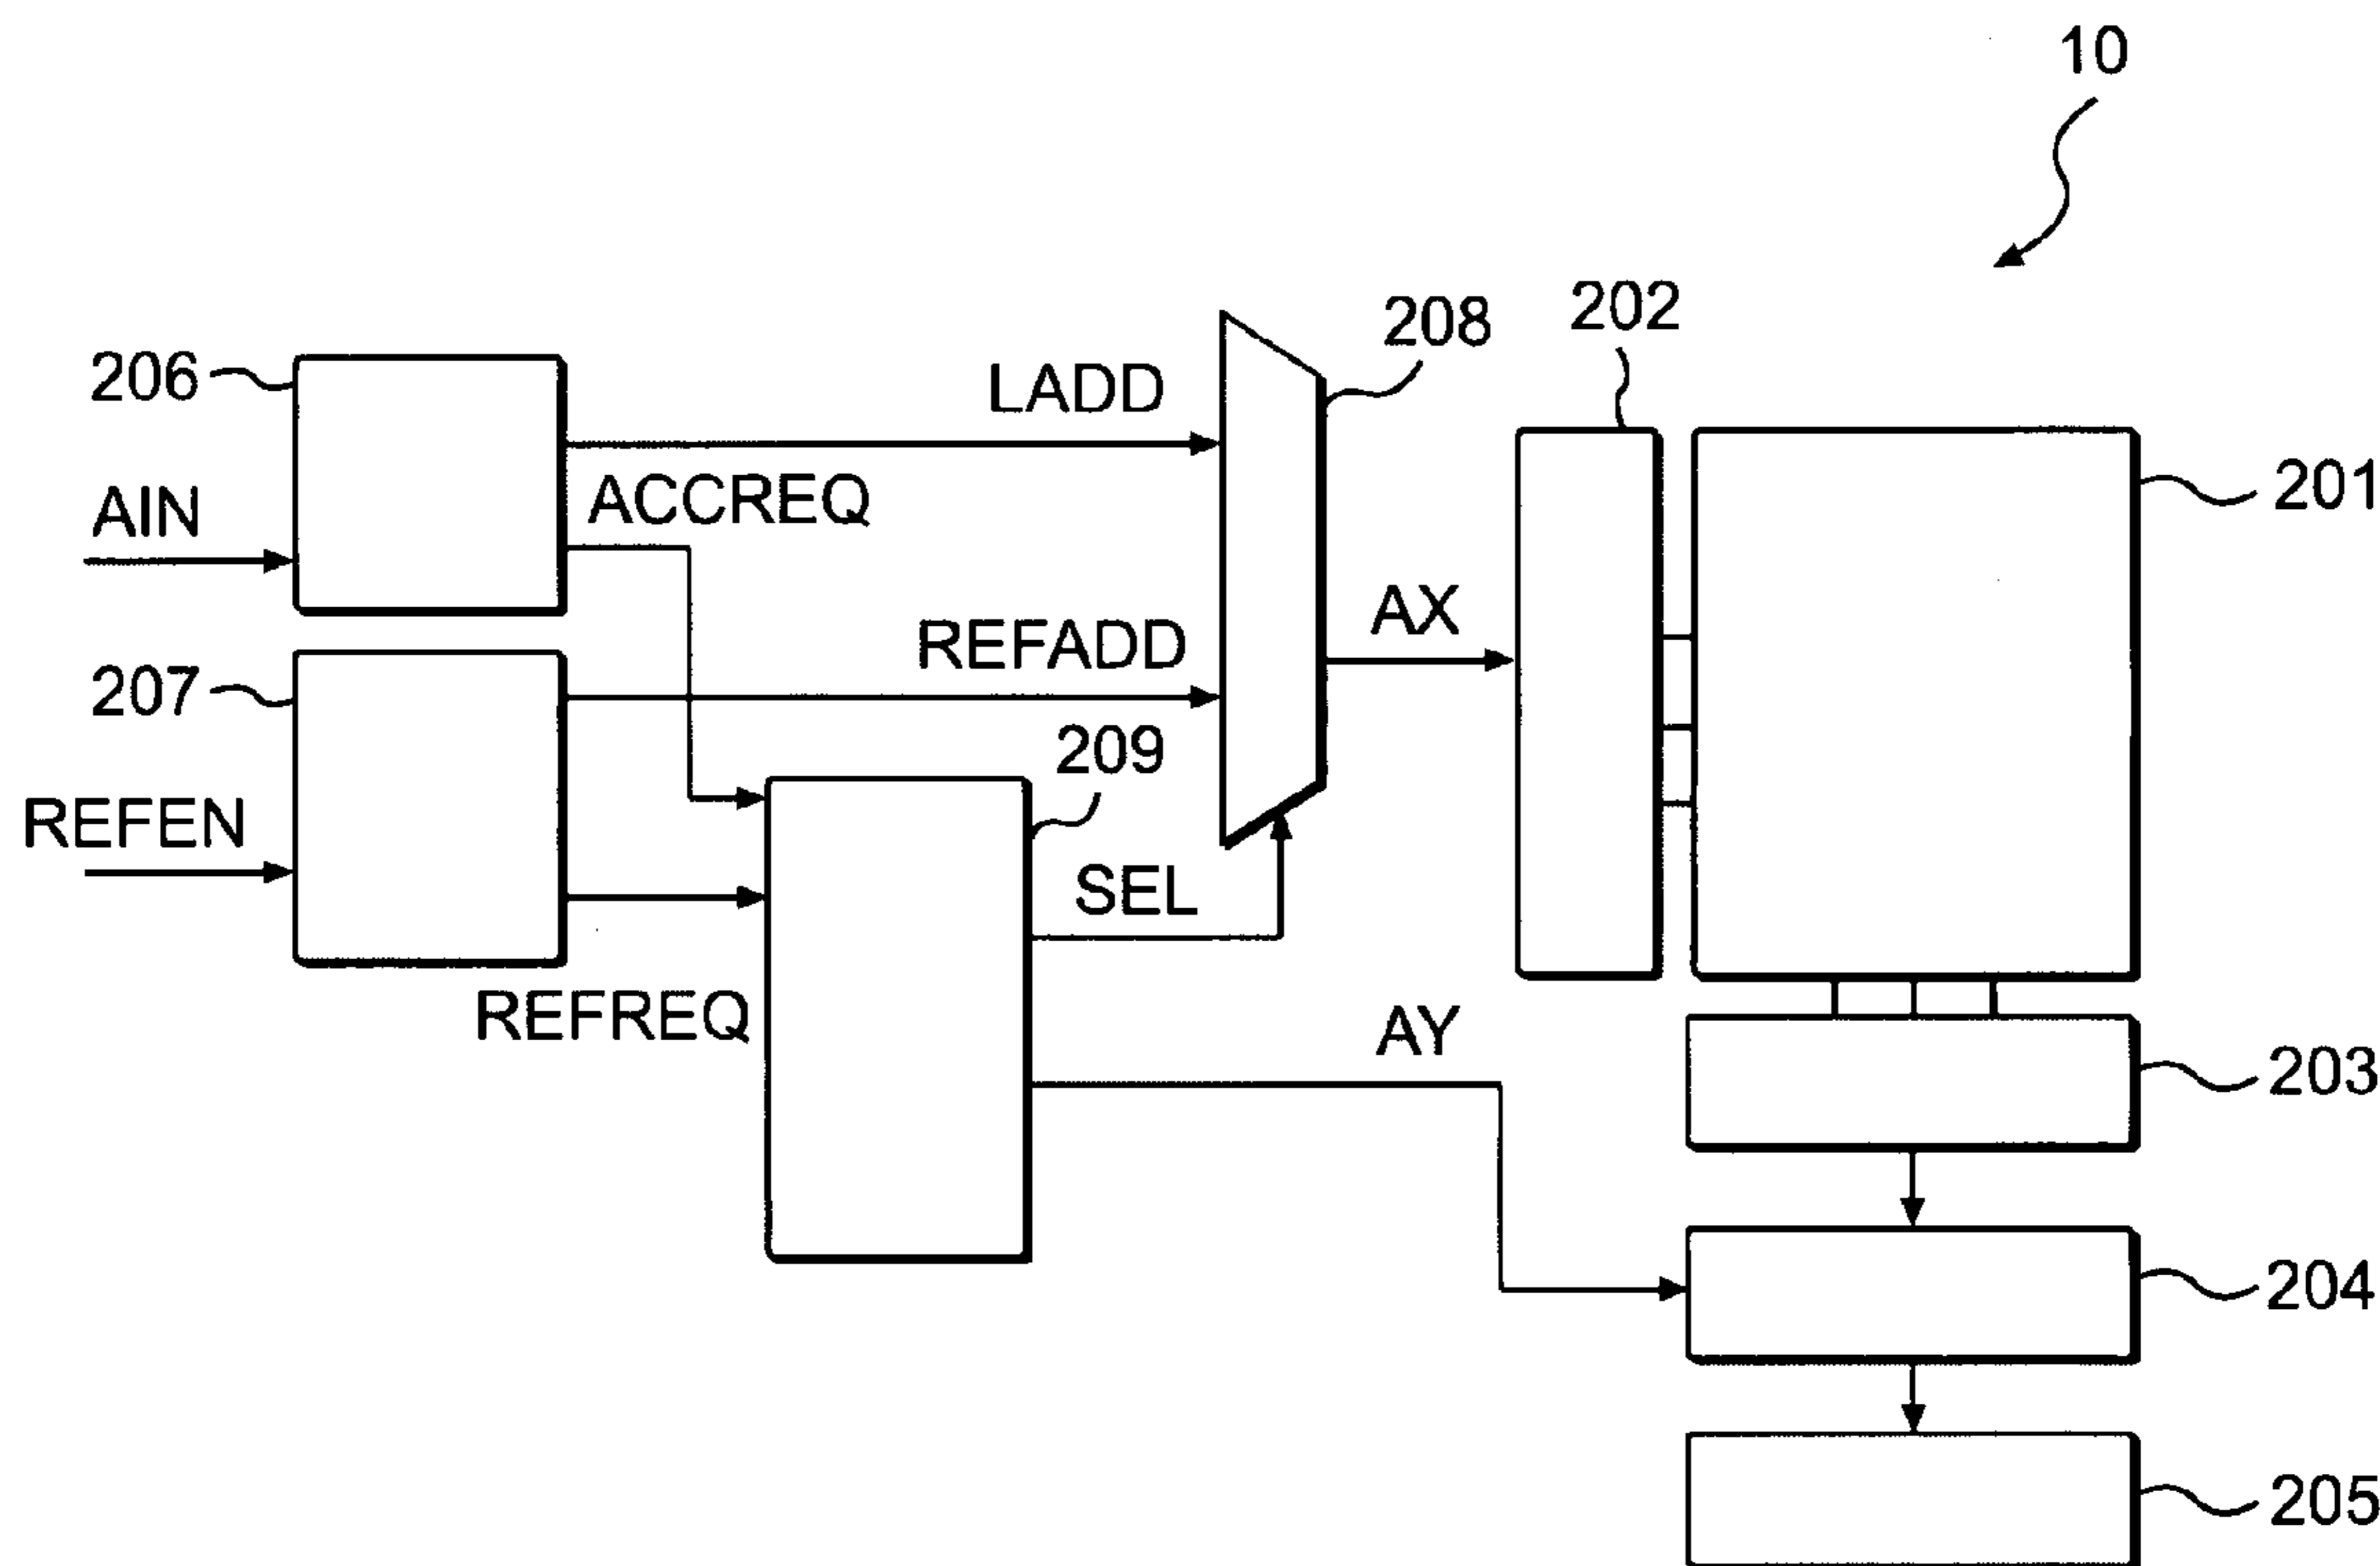 10
202
208
206
LADD
201
AIN
ACCREQ
AX
REFADD
207
209
REFEN
SEL
REFREQ
AY
203
204
205